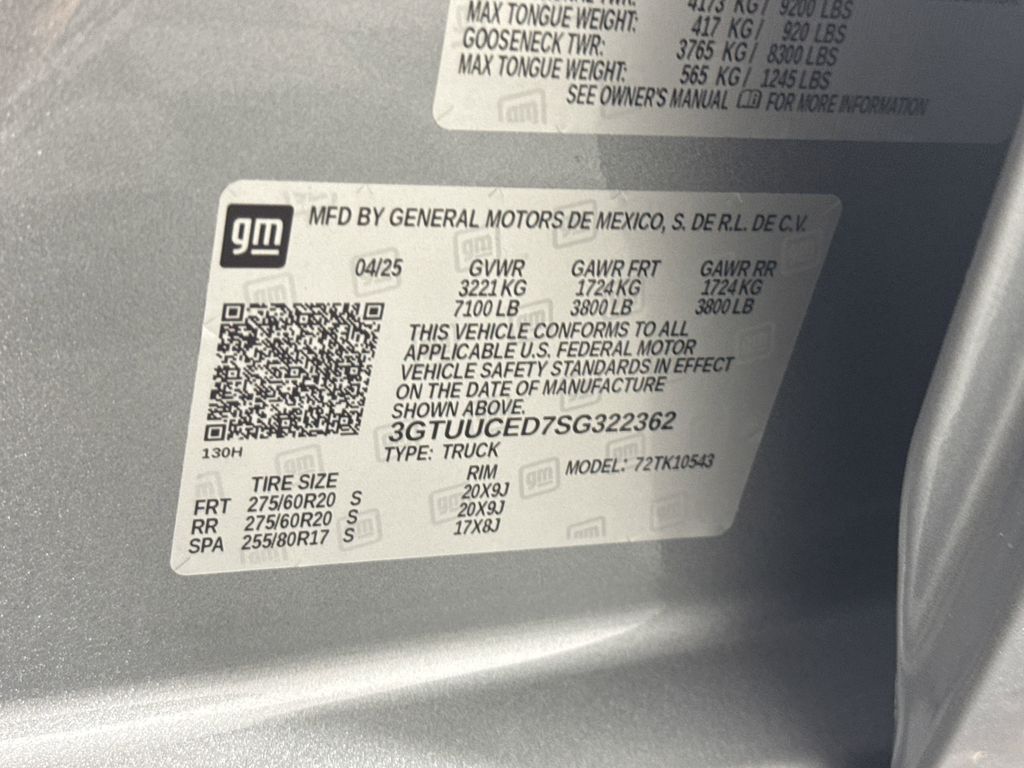 4173 KG / 9200 LBS
MAX TONGUE WEIGHT: 417 KG / 920 LBS
GOOSENECK TWR: 3765 KG / 8300 LBS
MAX TONGUE WEIGHT: 565 KG / 1245 LBS
SEE OWNER'S MANUAL FOR MORE INFORMATION
gm MFD BY GENERAL MOTORS DE MEXICO, S. DE R.L. DE C.V.
04/25 GVWR GAWR FRT GAWR RR
3221 KG 1724 KG 1724 KG
7100 LB 3800 LB 3800 LB
THIS VEHICLE CONFORMS TO ALL
APPLICABLE U.S. FEDERAL MOTOR
VEHICLE SAFETY STANDARDS IN EFFECT
ON THE DATE OF MANUFACTURE
SHOWN ABOVE.
3GTUUCED7SG322362
130H TYPE: TRUCK MODEL: 72TK10543
TIRE SIZE RIM
FRT 275/60R20 S 20X9J
RR 275/60R20 S 20X9J
SPA 255/80R17 S 17X8J